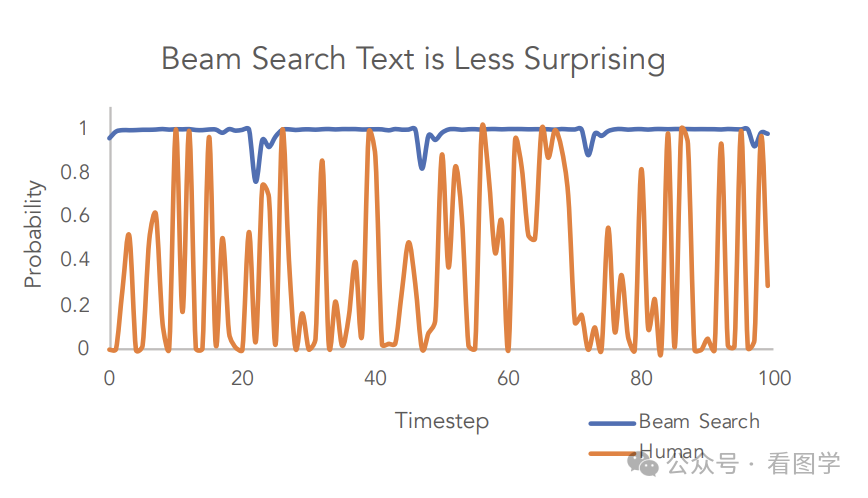 Beam Search Text is Less Surprising
1
0.8
0.6
0.4
0.2
0
Probability
0 20 40 60 80 100
Timestep
Beam Search
Human
公众号 · 看图学